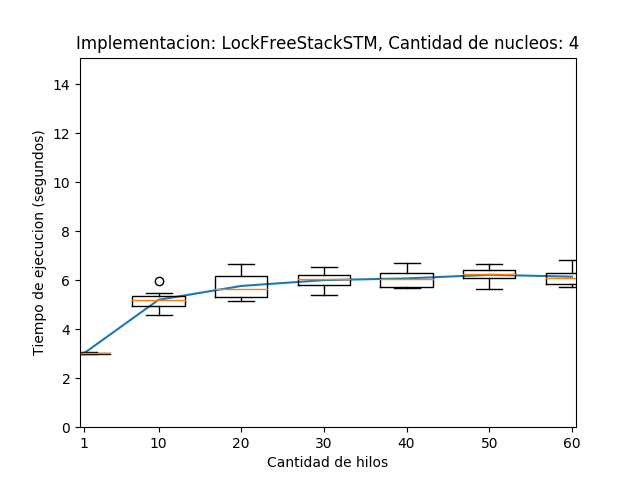 Implementacion: LockFreeStackSTM, Cantidad de nucleos: 4
Tiempo de ejecucion (segundos)
14
12
10
8
6
4
2
0
1 10 20 30 40 50 60
Cantidad de hilos